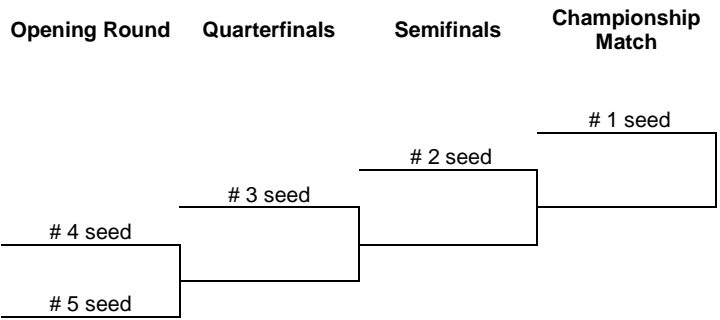 Opening Round
Quarterfinals
Semifinals
Championship
Match
# 1 seed
# 2 seed
# 3 seed
# 4 seed
# 5 seed